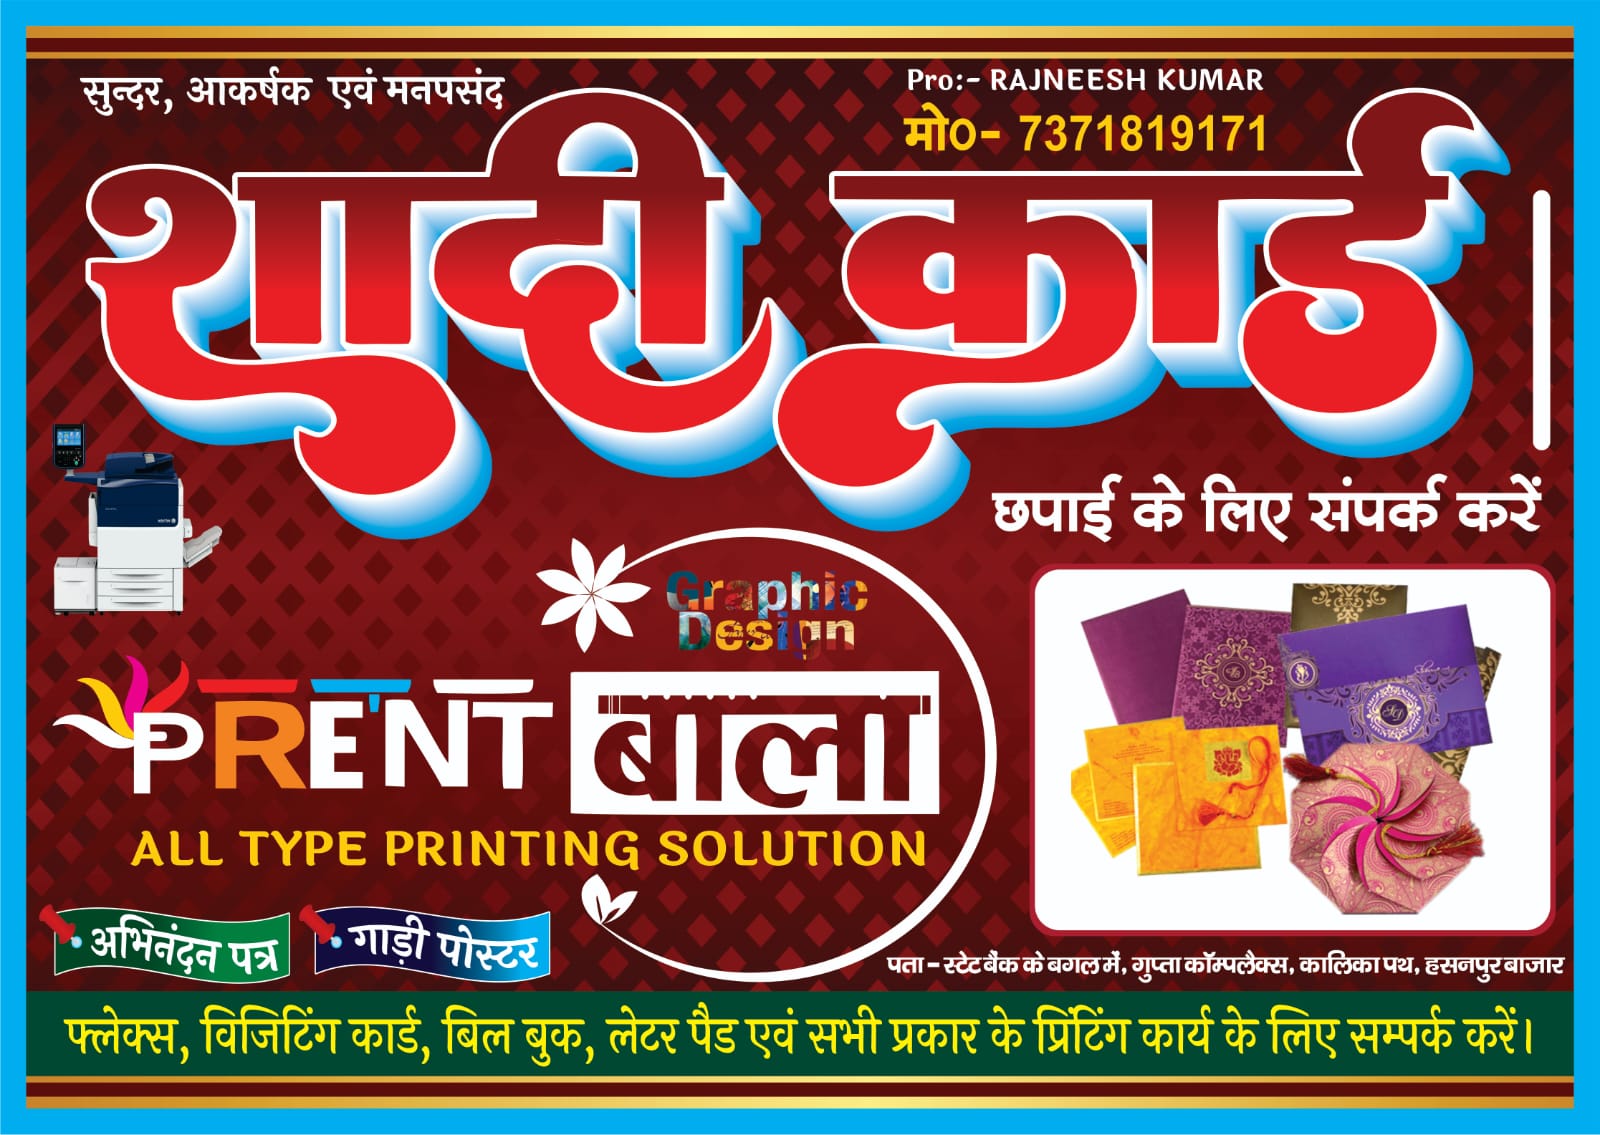 सुन्दर, आकर्षक एवं मनपसंद
Pro:- RAJNEESH KUMAR
मो०- 7371819171
शादी कार्ड
छपाई के लिए संपर्क करें
Graphic
Design
PRENT बाला
ALL TYPE PRINTING SOLUTION
अभिनंदन पत्र
गाड़ी पोस्टर
पता - स्टेट बैंक के बगल में, गुप्ता कॉम्पलैक्स, कालिका पथ, हसनपुर बाजार
फ्लेक्स, विजिटिंग कार्ड, बिल बुक, लेटर पैड एवं सभी प्रकार के प्रिंटिंग कार्य के लिए सम्पर्क करें।